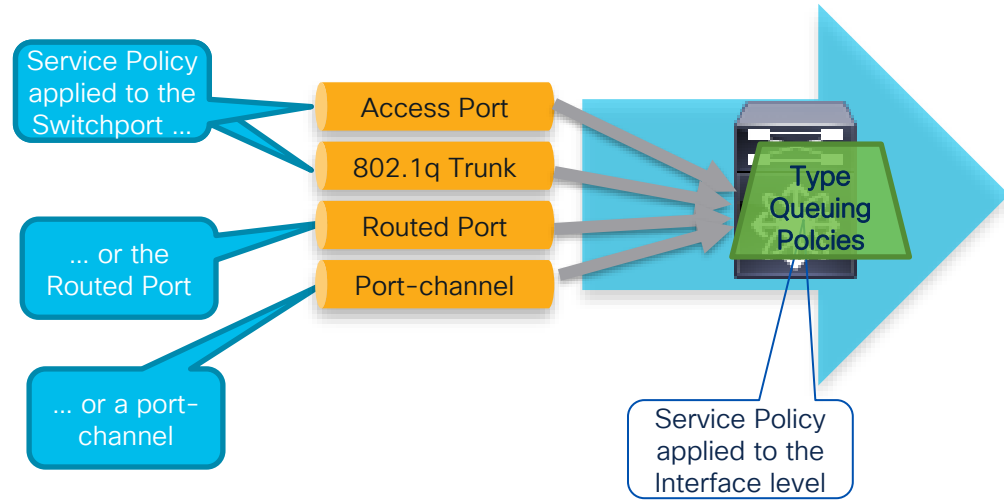 Service Policy
applied to the
Switchport ...
... or the
Routed Port
... or a port-
channel
Access Port
802.1q Trunk
Routed Port
Port-channel
Type
Queuing
Polcies
Service Policy
applied to the
Interface level